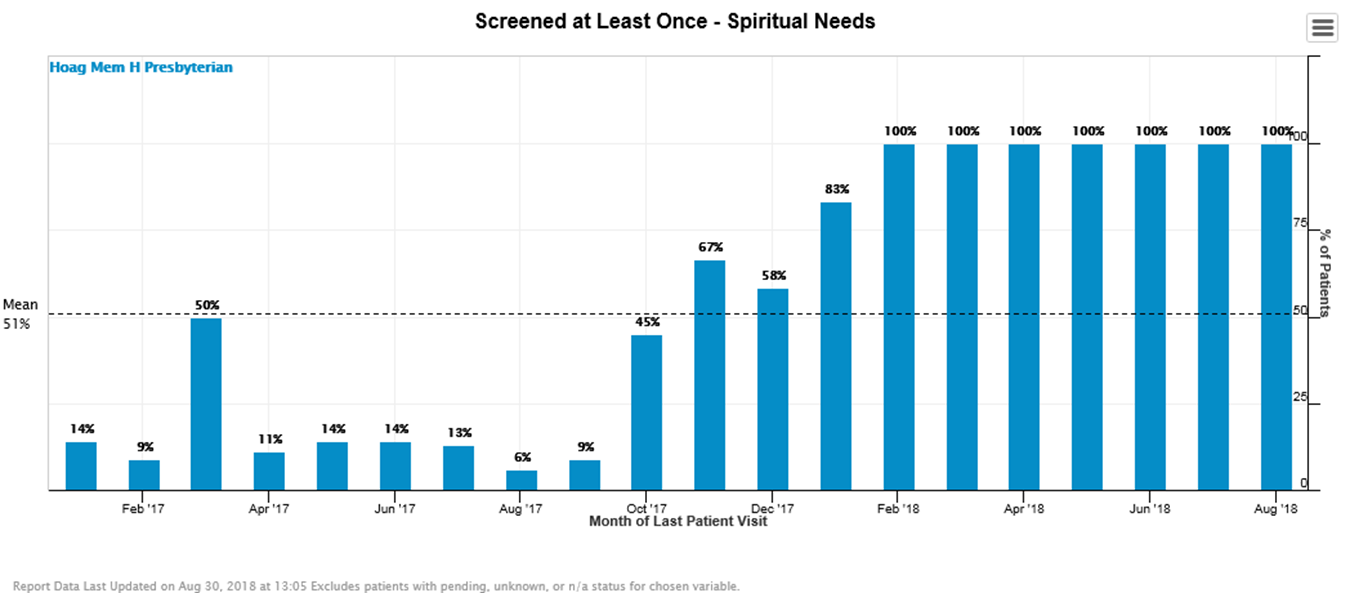 Screened at Least Once - Spiritual Needs
Hoag Mem H Presbyterian
100% 100% 100% 100% 100% 100% 100%
100
83%
75
67%
58%
Mean
51%
50%
50
45%
25
14% 9% 11% 14% 14% 13% 6% 9%
0
% of Patients
Feb '17 Apr '17 Jun '17 Aug '17 Oct '17 Dec '17 Feb '18 Apr '18 Jun '18 Aug '18
Month of Last Patient Visit
Report Data Last Updated on Aug 30, 2018 at 13:05 Excludes patients with pending, unknown, or n/a status for chosen variable.